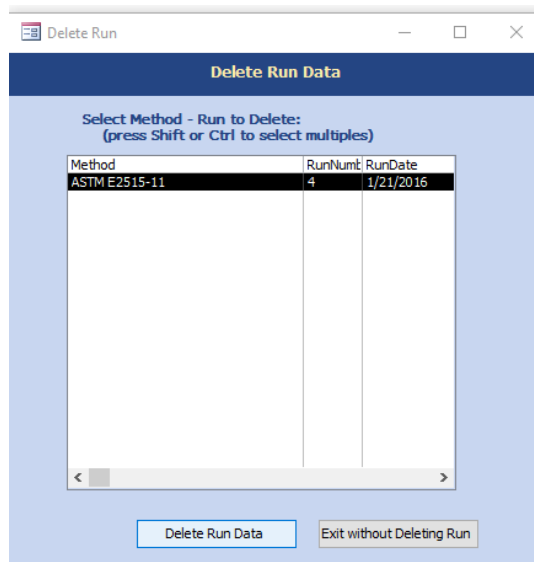 Delete Run
Delete Run Data
Select Method - Run to Delete:
(press Shift or Ctrl to select multiples)
Method RunNumb RunDate
ASTM E2515-11 4 1/21/2016
Delete Run Data Exit without Deleting Run